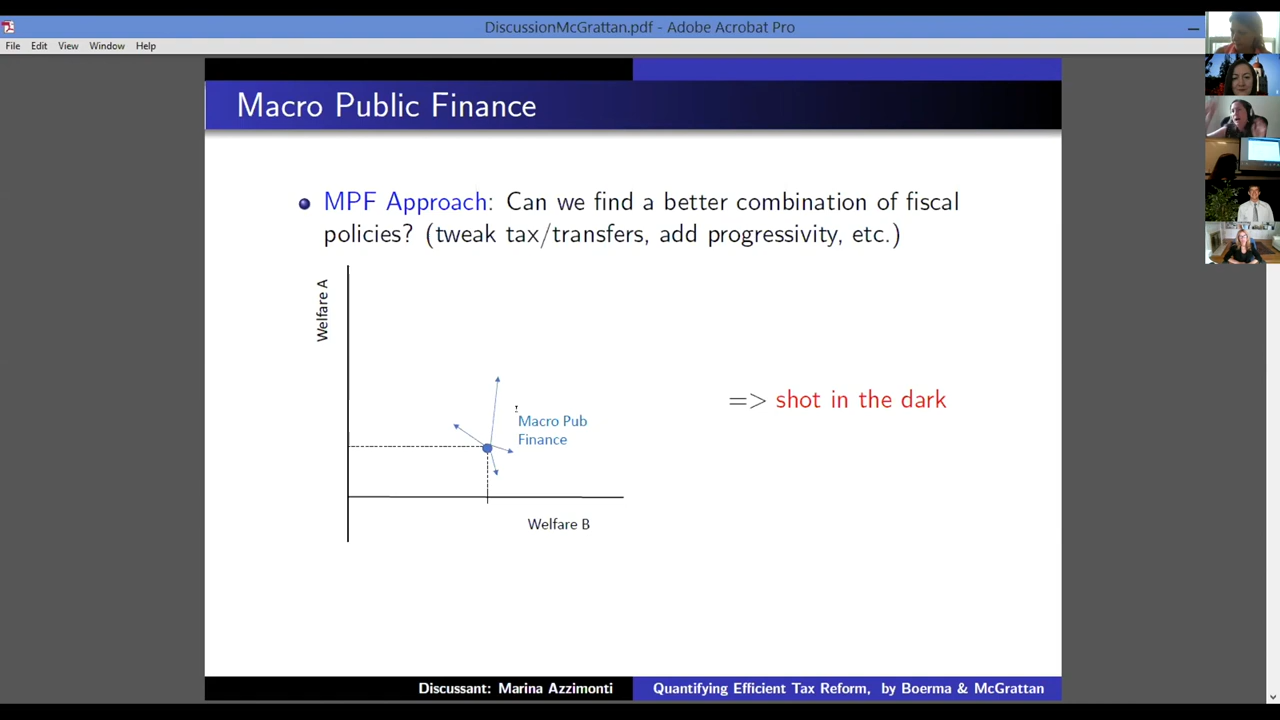 DiscussionMcGrattan.pdf - Adobe Acrobat Pro
File Edit View Window Help
Macro Public Finance
MPF Approach: Can we find a better combination of fiscal
policies? (tweak tax/transfers, add progressivity, etc.)
Welfare A
=> shot in the dark
Macro Pub
Finance
Welfare B
Discussant: Marina Azzimonti
Quantifying Efficient Tax Reform, by Boerma & McGrattan